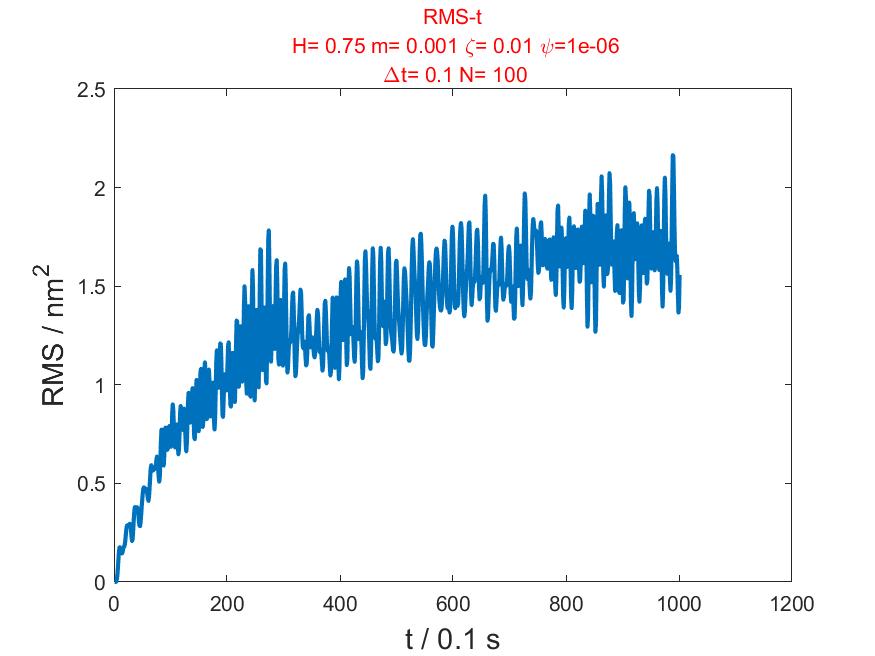 RMS-t
H= 0.75 m= 0.001 ζ= 0.01 ψ=1e-06
Δt= 0.1 N= 100
2.5
2
1.5
1
0.5
0
RMS / nm²
0 200 400 600 800 1000 1200
t / 0.1 s